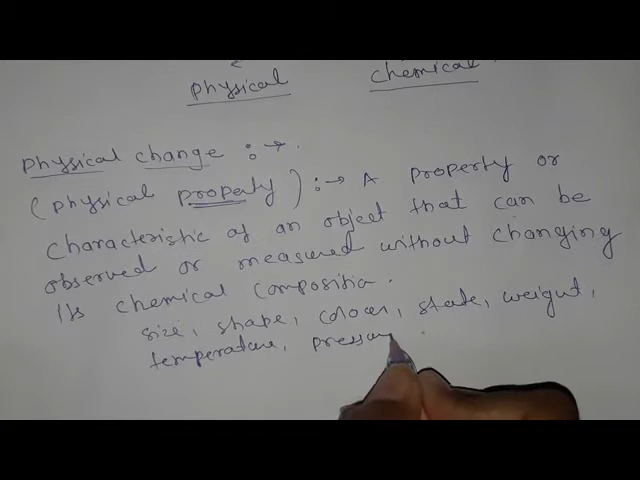 physical chemical
physical change :→.
(physical property) :→ A property or
characteristic of an object that can be
observed or measured without changing
its chemical composition.
size, shape, colour, state, weight,
temperature, pressur